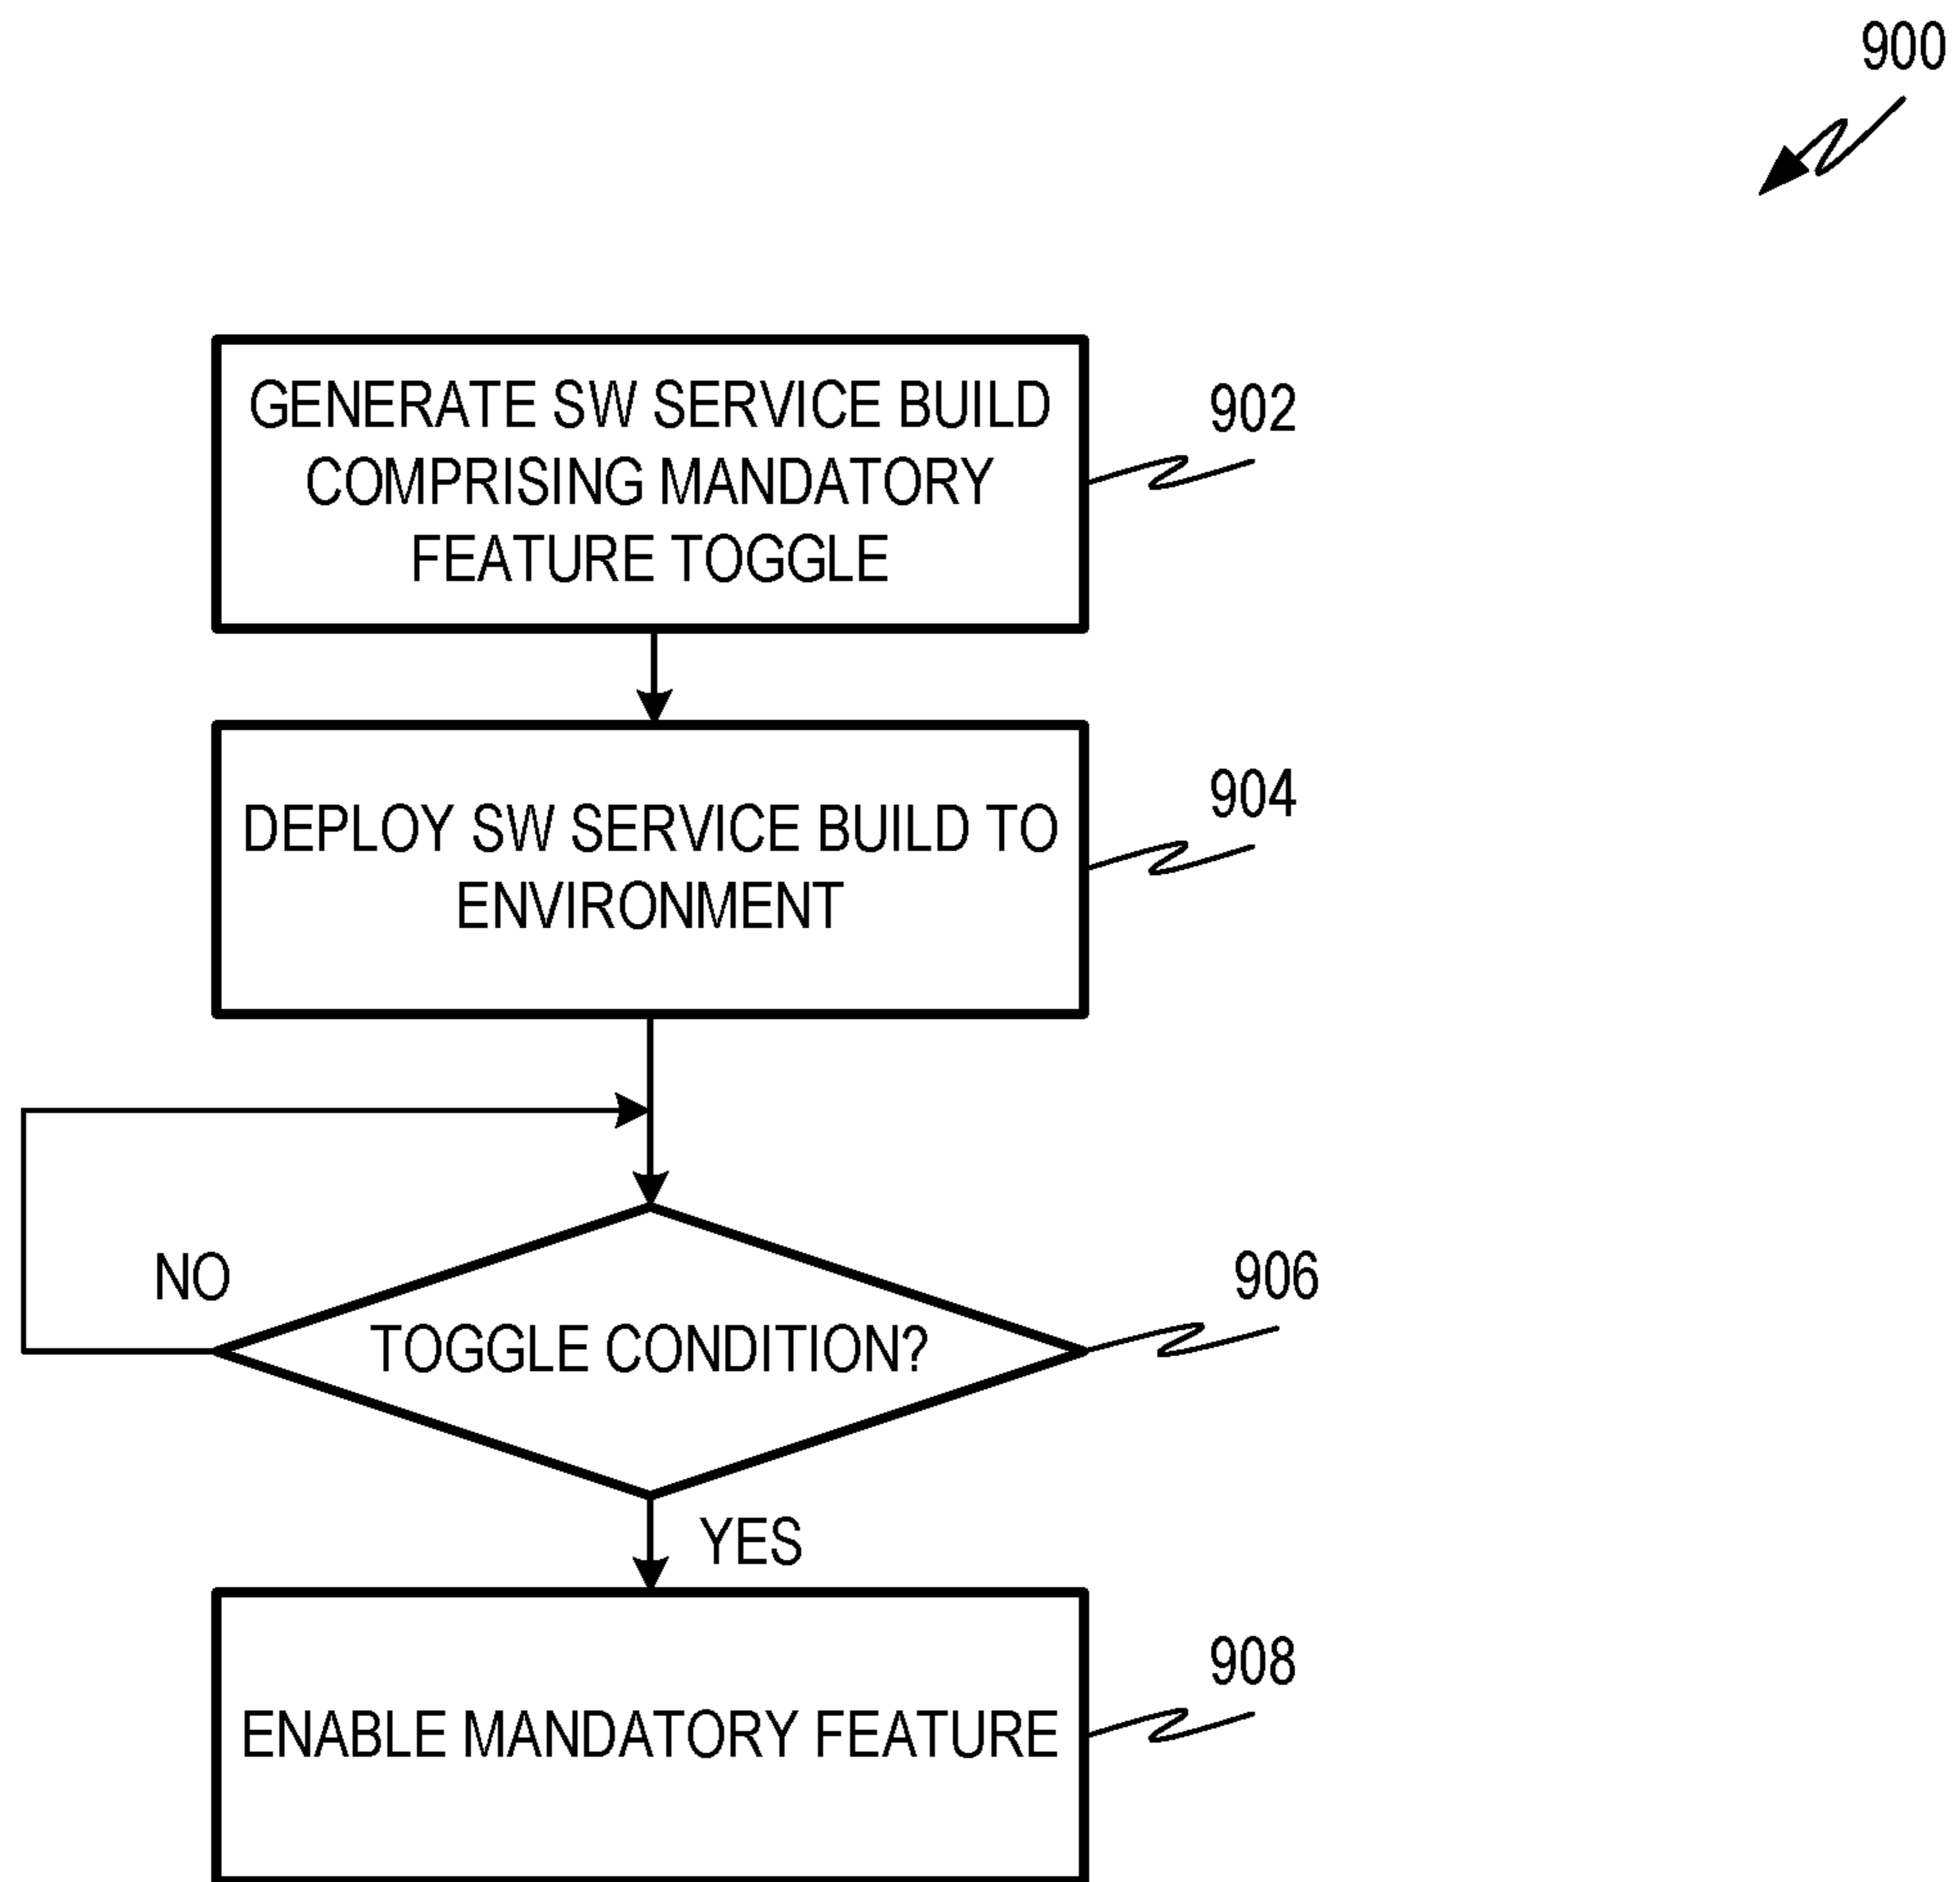 900
GENERATE SW SERVICE BUILD
COMPRISING MANDATORY
FEATURE TOGGLE
902
DEPLOY SW SERVICE BUILD TO
ENVIRONMENT
904
NO
TOGGLE CONDITION?
906
YES
ENABLE MANDATORY FEATURE
908